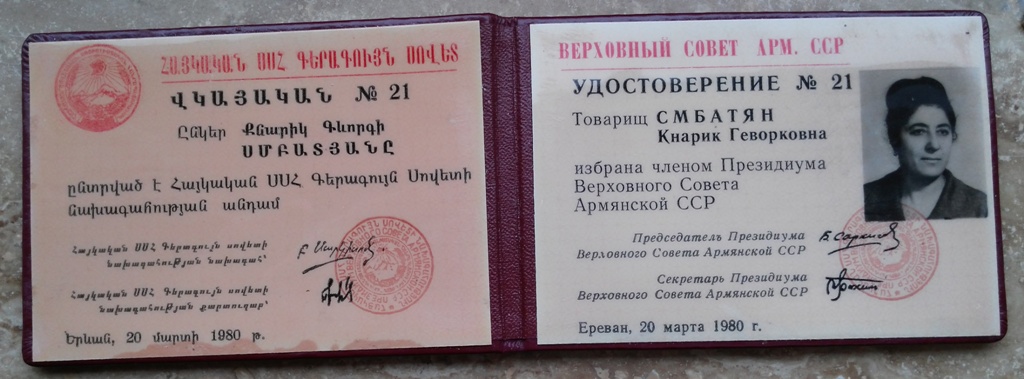 ՀԱՅԿԱԿԱՆ ՍՍՀ ԳԵՐԱԳՈՒՅՆ ՍՈՎԵՏ
ՎԿԱՅԱԿԱՆ № 21
Ընկեր Քնարիկ Գևորգի
ՍՄԲԱՏՅԱՆԸ
ընտրված է Հայկական ՍՍՀ Գերագույն Սովետի
նախագահության անդամ
Հայկական ՍՍՀ Գերագույն սովետի
նախագահության նախագահ՝
Հայկական ՍՍՀ Գերագույն սովետի
նախագահության քարտուղար՝
Երևան, 20 մարտի 1980 թ.
ВЕРХОВНЫЙ СОВЕТ АРМ. ССР
УДОСТОВЕРЕНИЕ № 21
Товарищ СМБАТЯН
Кнарик Геворковна
избрана членом Президиума
Верховного Совета
Армянской ССР
Председатель Президиума
Верловного Совета Армянской ССР
Секретарь Президиума
Верховного Совета Армянской ССР
Ереван, 20 марта 1980 г.